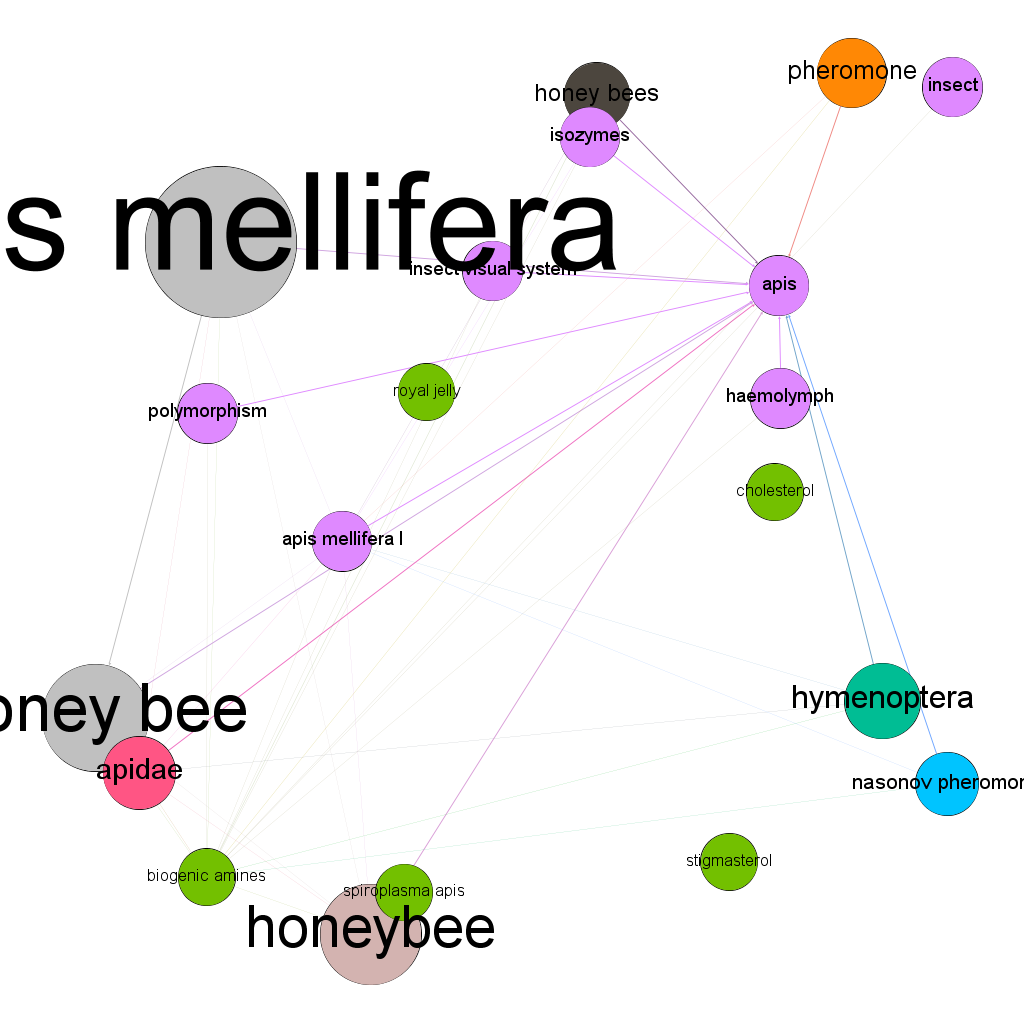 pheromone
insect
honey bees
isozymes
s mellifera
insect visual system
apis
royal jelly
haemolymph
polymorphism
cholesterol
apis mellifera l
hymenoptera
oney bee
apidae
nasonov pheromon
stigmasterol
biogenic amines
spiroplasma apis
honeybee